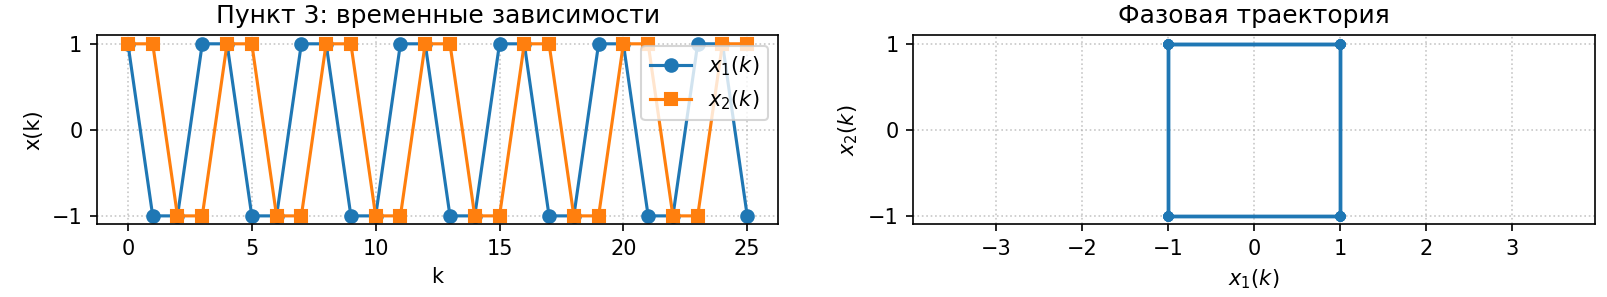 Пункт 3: временные зависимости
1
0
−1
x(k)
x₁(k)
x₂(k)
0 5 10 15 20 25
k
Фазовая траектория
1
0
−1
x₂(k)
−3 −2 −1 0 1 2 3
x₁(k)